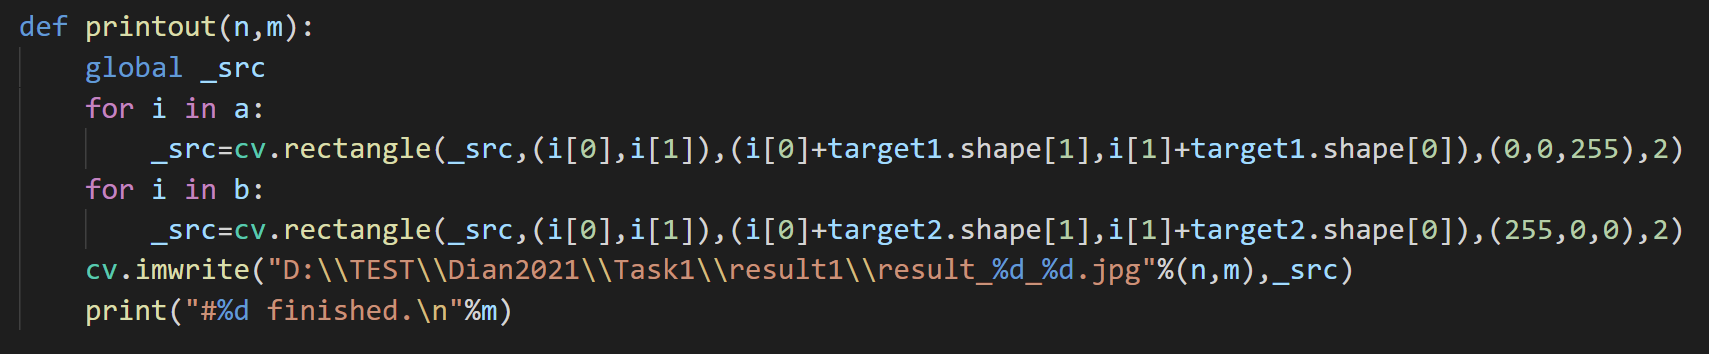 def printout(n,m):
    global _src
    for i in a:
        _src=cv.rectangle(_src,(i[0],i[1]),(i[0]+target1.shape[1],i[1]+target1.shape[0]),(0,0,255),2)
    for i in b:
        _src=cv.rectangle(_src,(i[0],i[1]),(i[0]+target2.shape[1],i[1]+target2.shape[0]),(255,0,0),2)
    cv.imwrite("D:\\TEST\\Dian2021\\Task1\\result1\\result_%d_%d.jpg"%(n,m),_src)
    print("#%d finished.\n"%m)